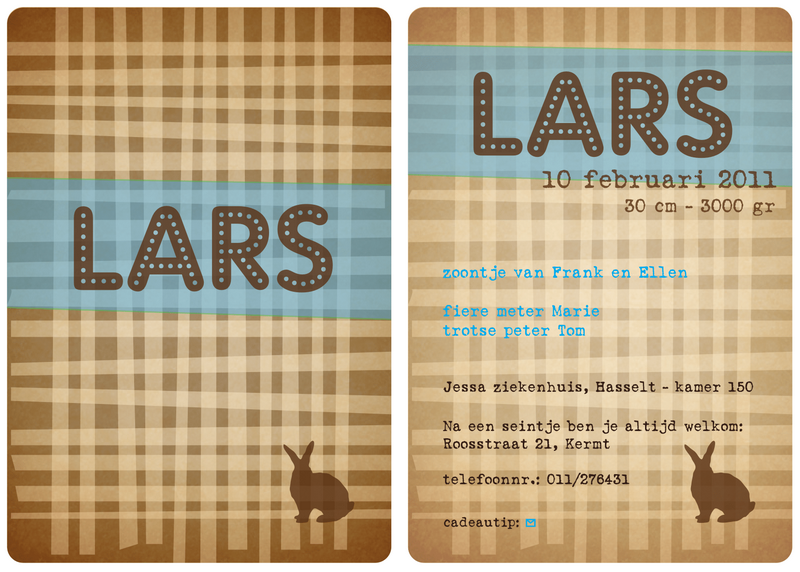 LARS
LARS
10 februari 2011
30 cm - 3000 gr
zoontje van Frank en Ellen
fiere meter Marie
trotse peter Tom
Jessa ziekenhuis, Hasselt - kamer 150
Na een seintje ben je altijd welkom:
Roosstraat 21, Kermt
telefoonnr.: 011/276431
cadeautip: